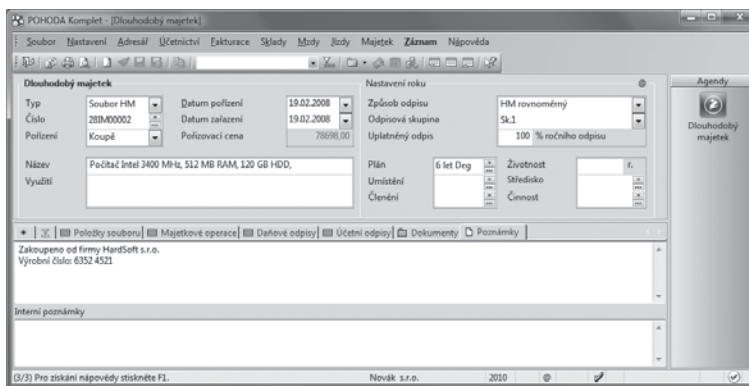 POHODA Komplet - [Dlouhodobý majetek]
Soubor Nastavení Adresář Účetnictví Fakturace Sklady Mzdy Jízdy Majetek Záznam Nápověda
Dlouhodobý majetek
Nastavení roku
@
Typ
Soubor HM
Číslo
28IM00002
Pořízení
Koupě
Datum pořízení
19.02.2008
Datum zařazení
19.02.2008
Pořizovací cena
78698,00
Způsob odpisu
HM rovnoměrný
Odpisová skupina
Sk.1
Uplatněný odpis
100 % ročního odpisu
Název
Počítač Intel 3400 MHz, 512 MB RAM, 120 GB HDD,
Využití
Plán
6 let Deg
Umístění
Členění
Životnost
r.
Středisko
Činnost
Agendy
Dlouhodobý
majetek
Položky souboru
Majetkové operace
Daňové odpisy
Účetní odpisy
Dokumenty
Poznámky
Zakoupeno od firmy HardSoft s.r.o.
Výrobní číslo: 6352 4521
Interní poznámky
(3/3) Pro získání nápovědy stiskněte F1.
Novák s.r.o.
2010
@